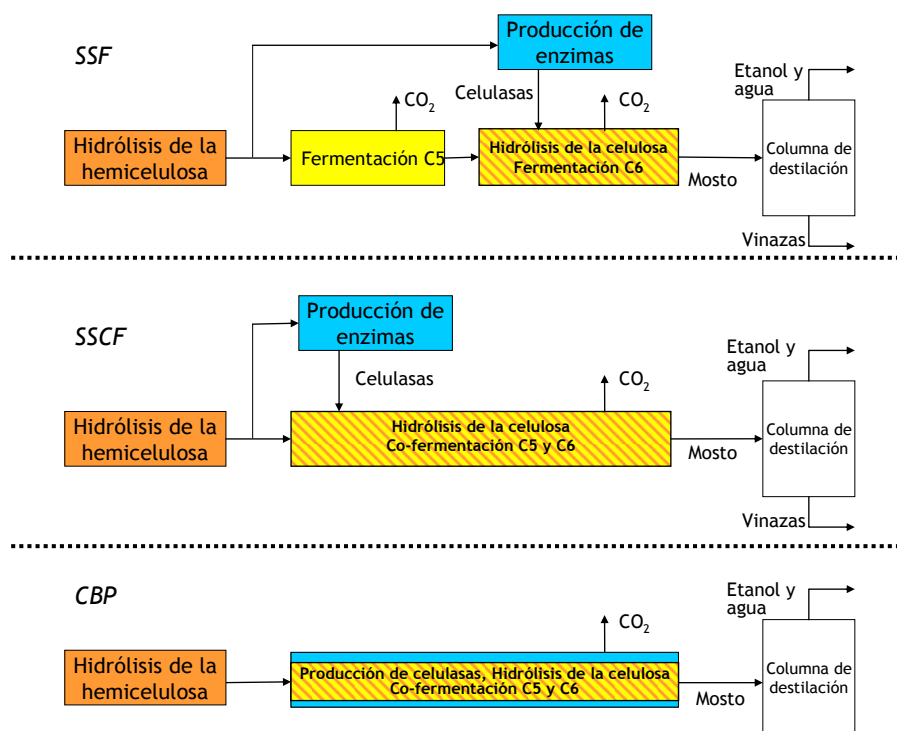 SSF
Producción de
enzimas
Etanol y
agua
Celulasas
CO2
CO2
Hidrólisis de la
hemicelulosa
Fermentación C5
Hidrólisis de la celulosa
Fermentación C6
Mosto
Columna de
destilación
Vinazas
SSCF
Producción de
enzimas
Etanol y
agua
Celulasas
CO2
Hidrólisis de la
hemicelulosa
Hidrólisis de la celulosa
Co-fermentación C5 y C6
Mosto
Columna de
destilación
Vinazas
CBP
Etanol y
agua
CO2
Hidrólisis de la
hemicelulosa
Producción de celulasas, Hidrólisis de la celulosa
Co-fermentación C5 y C6
Mosto
Columna de
destilación